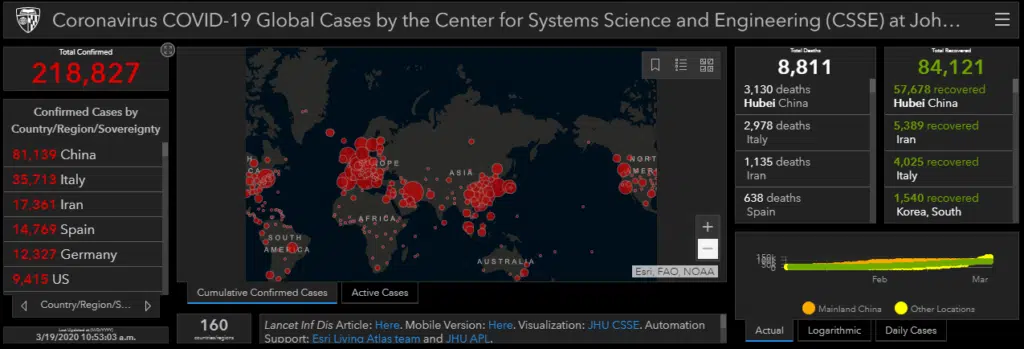 Coronavirus COVID-19 Global Cases by the Center for Systems Science and Engineering (CSSE) at Joh...
Total Confirmed
218,827
Confirmed Cases by
Country/Region/Sovereignty
81,139 China
35,713 Italy
17,361 Iran
14,769 Spain
12,327 Germany
9,415 US
Country/Region/S...
Last Updated at (M/D/YYYY)
3/19/2020 10:53:03 a.m.
EUROPE
ASIA
NORT
AMERI
AFRICA
SOUTH
AMERICA
AUSTRALIA
+
−
Esri, FAO, NOAA
Cumulative Confirmed Cases
Active Cases
160
countries/regions
Lancet Inf Dis Article: Here. Mobile Version: Here. Visualization: JHU CSSE. Automation
Support: Esri Living Atlas team and JHU APL.
Total Deaths
8,811
3,130 deaths
Hubei China
2,978 deaths
Italy
1,135 deaths
Iran
638 deaths
Spain
Total Recovered
84,121
57,678 recovered
Hubei China
5,389 recovered
Iran
4,025 recovered
Italy
1,540 recovered
Korea, South
150k
Feb
Mar
Mainland China
Other Locations
Actual
Logarithmic
Daily Cases